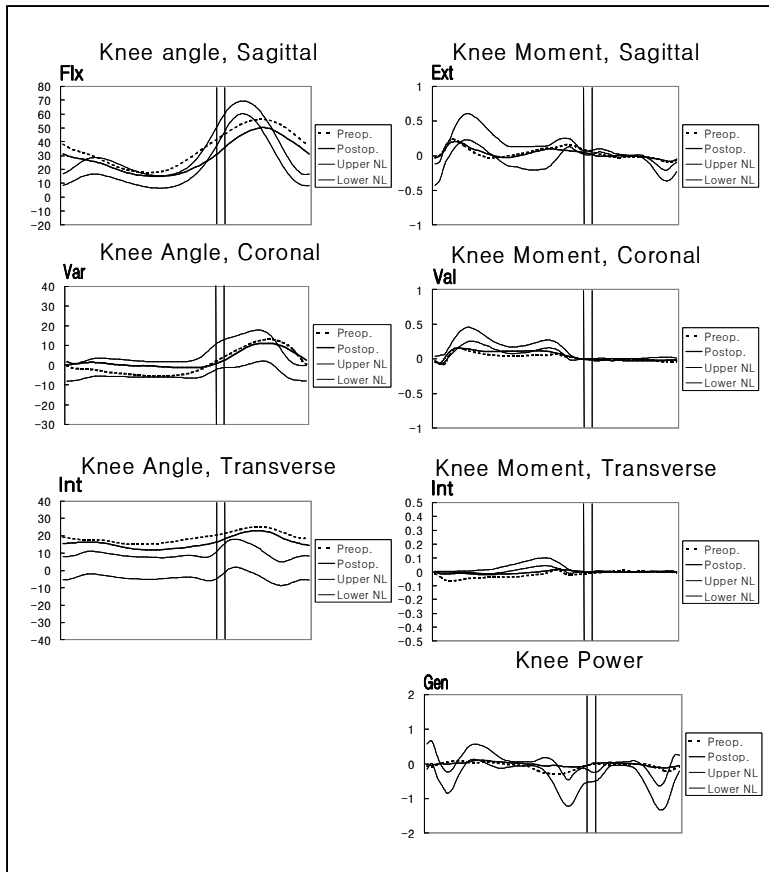 Knee angle, Sagittal
Flx
80
70
60
50
40
30
20
10
0
−10
−20
Preop.
Postop.
Upper NL
Lower NL
Knee Moment, Sagittal
Ext
1
0.5
0
−0.5
−1
Preop.
Postop.
Upper NL
Lower NL
Knee Angle, Coronal
Var
40
30
20
10
0
−10
−20
−30
Preop.
Postop.
Upper NL
Lower NL
Knee Moment, Coronal
Val
1
0.5
0
−0.5
−1
Preop.
Postop.
Upper NL
Lower NL
Knee Angle, Transverse
Int
40
30
20
10
0
−10
−20
−30
−40
Preop.
Postop.
Upper NL
Lower NL
Knee Moment, Transverse
Int
0.5
0.4
0.3
0.2
0.1
0
−0.1
−0.2
−0.3
−0.4
−0.5
Preop.
Postop.
Upper NL
Lower NL
Knee Power
Gen
2
1
0
−1
−2
Preop.
Postop.
Upper NL
Lower NL